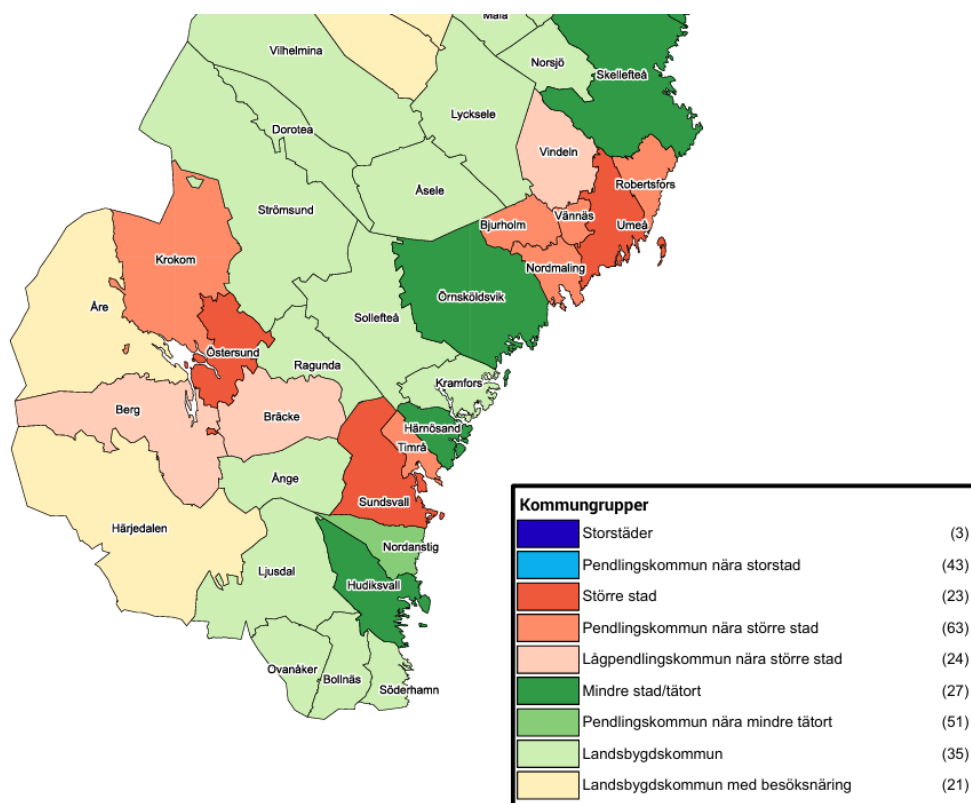 Malå
Vilhelmina
Norsjö
Skellefteå
Lycksele
Dorotea
Vindeln
Åsele
Robertsfors
Strömsund
Vännäs
Bjurholm
Umeå
Krokom
Nordmaling
Örnsköldsvik
Åre
Sollefteå
Östersund
Ragunda
Kramfors
Berg
Bräcke
Härnösand
Timrå
Ånge
Sundsvall
Härjedalen
Nordanstig
Ljusdal
Hudiksvall
Ovanåker
Bollnäs
Söderhamn
Kommungrupper
Storstäder (3)
Pendlingskommun nära storstad (43)
Större stad (23)
Pendlingskommun nära större stad (63)
Lågpendlingskommun nära större stad (24)
Mindre stad/tätort (27)
Pendlingskommun nära mindre tätort (51)
Landsbygdskommun (35)
Landsbygdskommun med besöksnäring (21)